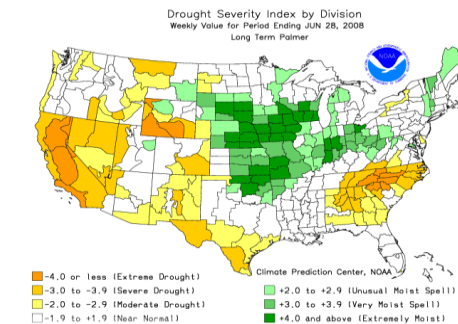 Drought Severity Index by Division
Weekly Value for Period Ending JUN 28, 2008
Long Term Palmer
NOAA
Climate Prediction Center, NOAA
-4.0 or less (Extreme Drought)
-3.0 to -3.9 (Severe Drought)
-2.0 to -2.9 (Moderate Drought)
-1.9 to +1.9 (Near Normal)
+2.0 to +2.9 (Unusual Moist Spell)
+3.0 to +3.9 (Very Moist Spell)
+4.0 and above (Extremely Moist)